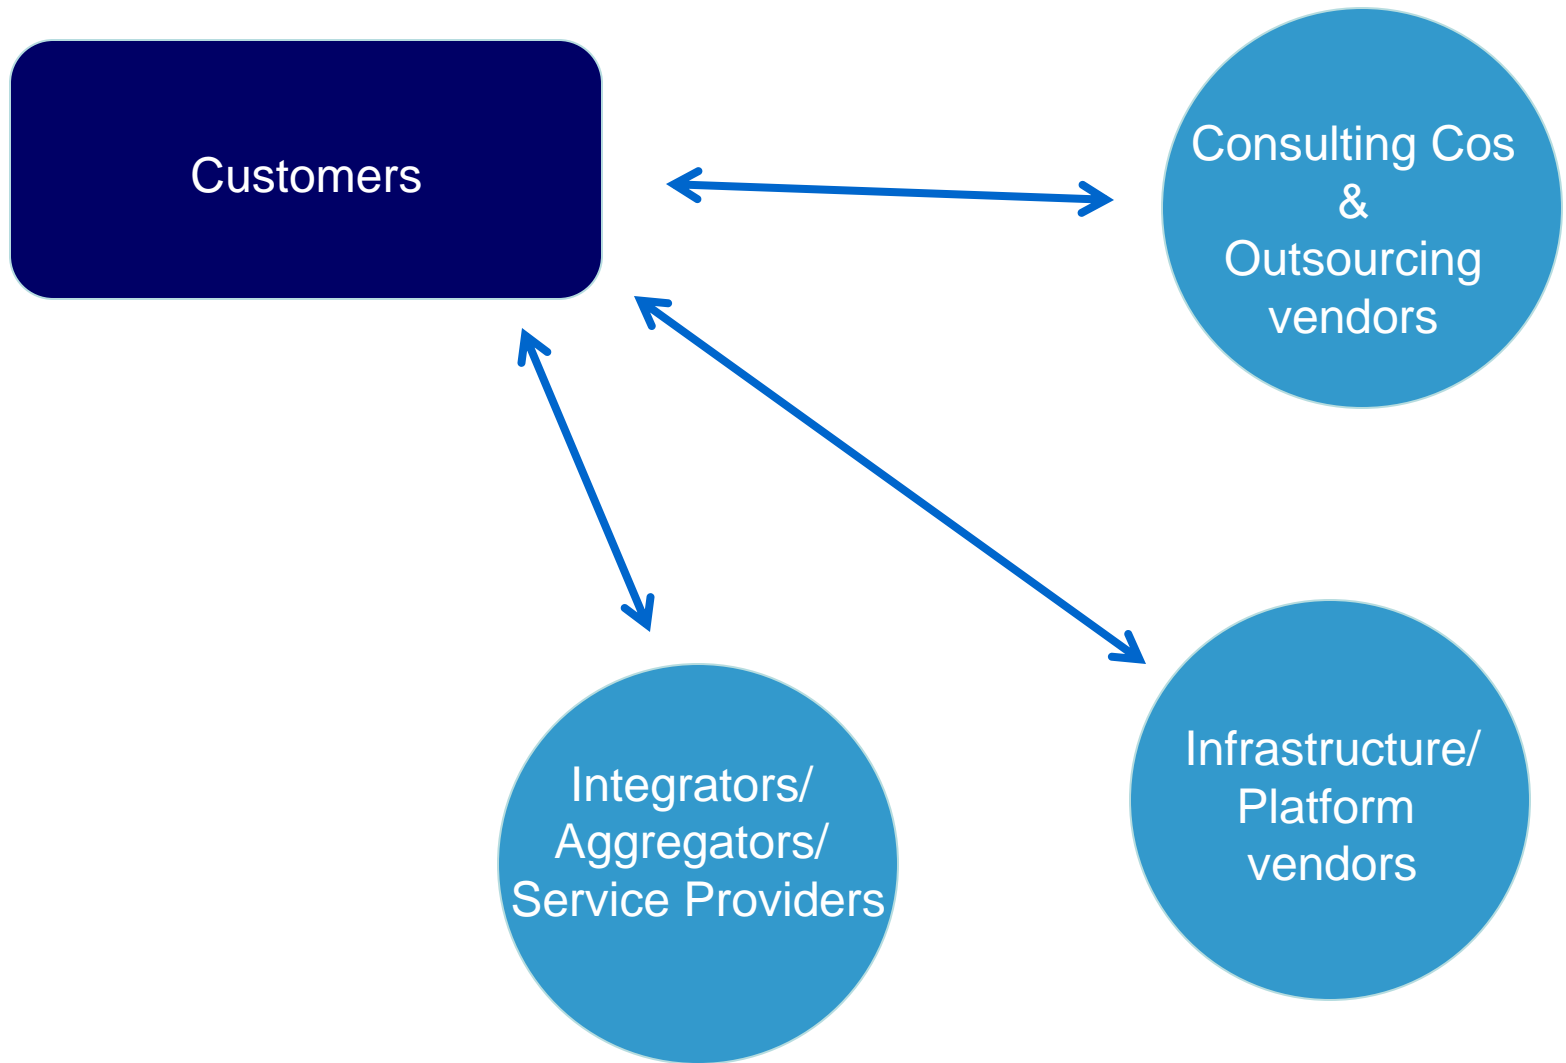 Customers
Consulting Cos
&
Outsourcing
vendors
Integrators/
Aggregators/
Service Providers
Infrastructure/
Platform
vendors